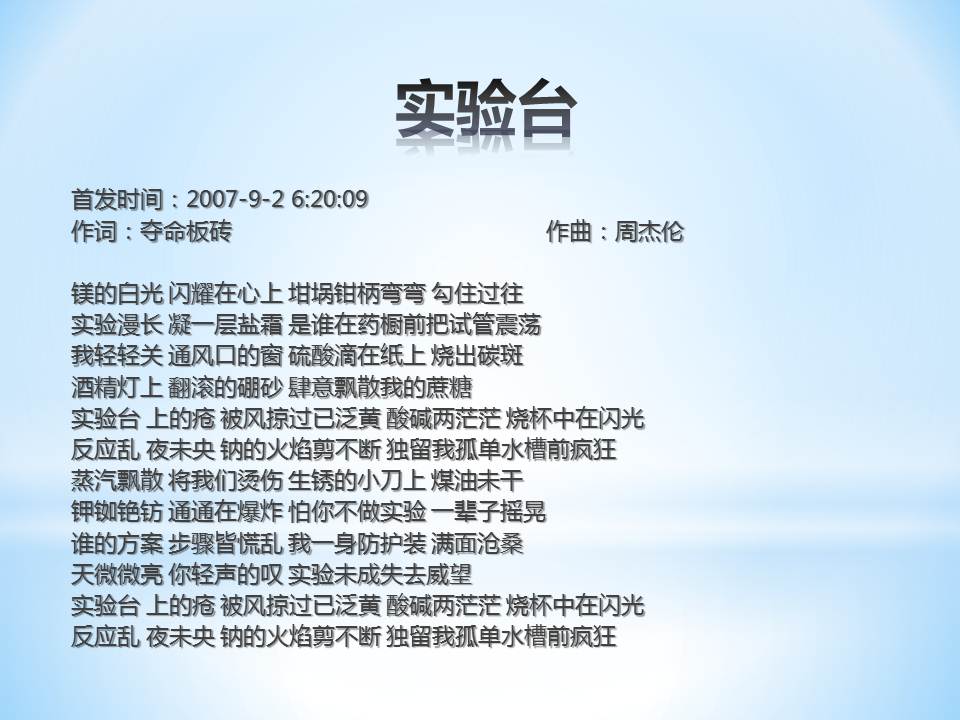 实验台
首发时间：2007-9-2 6:20:09
作词：夺命板砖 作曲：周杰伦
镁的白光 闪耀在心上 坩埚钳柄弯弯 勾住过往
实验漫长 凝一层盐霜 是谁在药橱前把试管震荡
我轻轻关 通风口的窗 硫酸滴在纸上 烧出碳斑
酒精灯上 翻滚的硼砂 肆意飘散我的蔗糖
实验台 上的疮 被风掠过已泛黄 酸碱两茫茫 烧杯中在闪光
反应乱 夜未央 钠的火焰剪不断 独留我孤单水槽前疯狂
蒸汽飘散 将我们烫伤 生锈的小刀上 煤油未干
钾铷铯钫 通通在爆炸 怕你不做实验 一辈子摇晃
谁的方案 步骤皆慌乱 我一身防护装 满面沧桑
天微微亮 你轻声的叹 实验未成失去威望
实验台 上的疮 被风掠过已泛黄 酸碱两茫茫 烧杯中在闪光
反应乱 夜未央 钠的火焰剪不断 独留我孤单水槽前疯狂